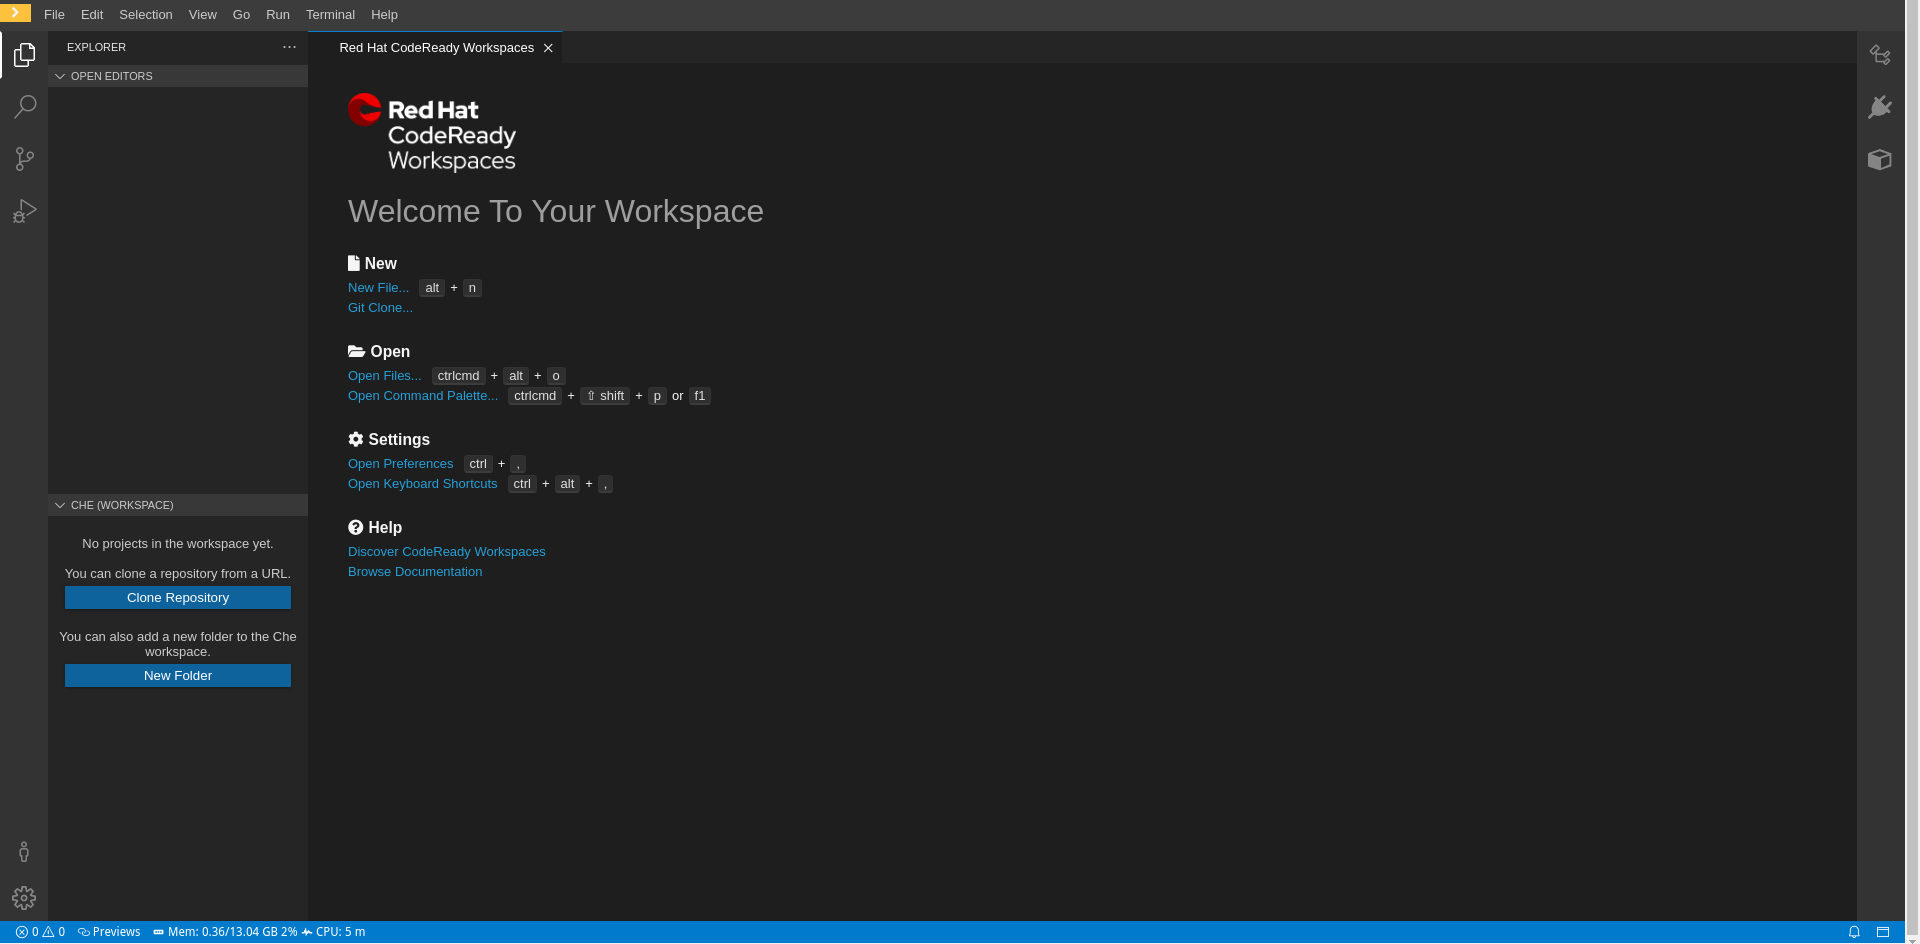 File Edit Selection View Go Run Terminal Help
EXPLORER
OPEN EDITORS
CHE (WORKSPACE)
No projects in the workspace yet.
You can clone a repository from a URL.
Clone Repository
You can also add a new folder to the Che
workspace.
New Folder
Red Hat CodeReady Workspaces
Red Hat
CodeReady
Workspaces
Welcome To Your Workspace
New
New File... alt + n
Git Clone...
Open
Open Files... ctrlcmd + alt + o
Open Command Palette... ctrlcmd + ⇧ shift + p or f1
Settings
Open Preferences ctrl + ,
Open Keyboard Shortcuts ctrl + alt + ,
Help
Discover CodeReady Workspaces
Browse Documentation
0 0 Previews Mem: 0.36/13.04 GB 2% CPU: 5 m